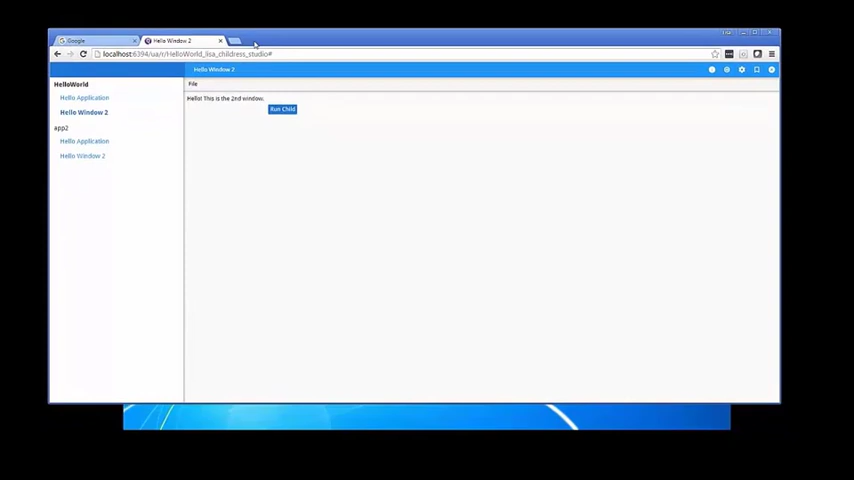 Google
Hello Window 2
localhost:6394/ua/r/HelloWorld_lisa_childress_studio#
Hello Window 2
HelloWorld
File
Hello Application
Hello! This is the 2nd window.
Hello Window 2
Run Child
app2
Hello Application
Hello Window 2